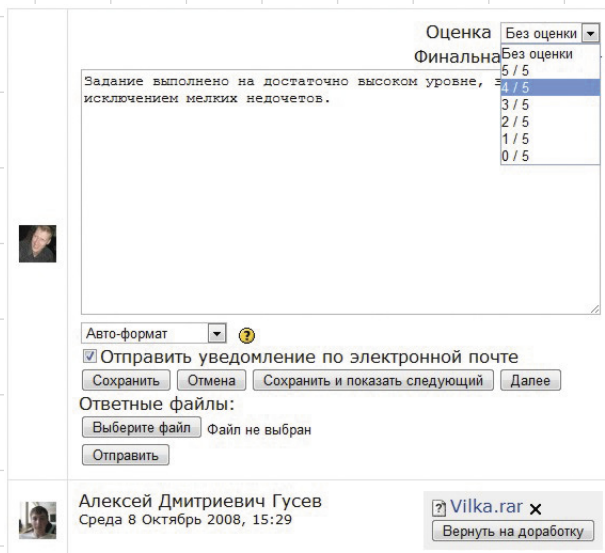 Оценка Без оценки
Финальна
Без оценки
5 / 5
4 / 5
3 / 5
2 / 5
1 / 5
0 / 5
Задание выполнено на достаточно высоком уровне,
исключением мелких недочетов.
Авто-формат
Отправить уведомление по электронной почте
Сохранить Отмена Сохранить и показать следующий Далее
Ответные файлы:
Выберите файл Файл не выбран
Отправить
Алексей Дмитриевич Гусев
Среда 8 Октябрь 2008, 15:29
Vilka.rar
Вернуть на доработку